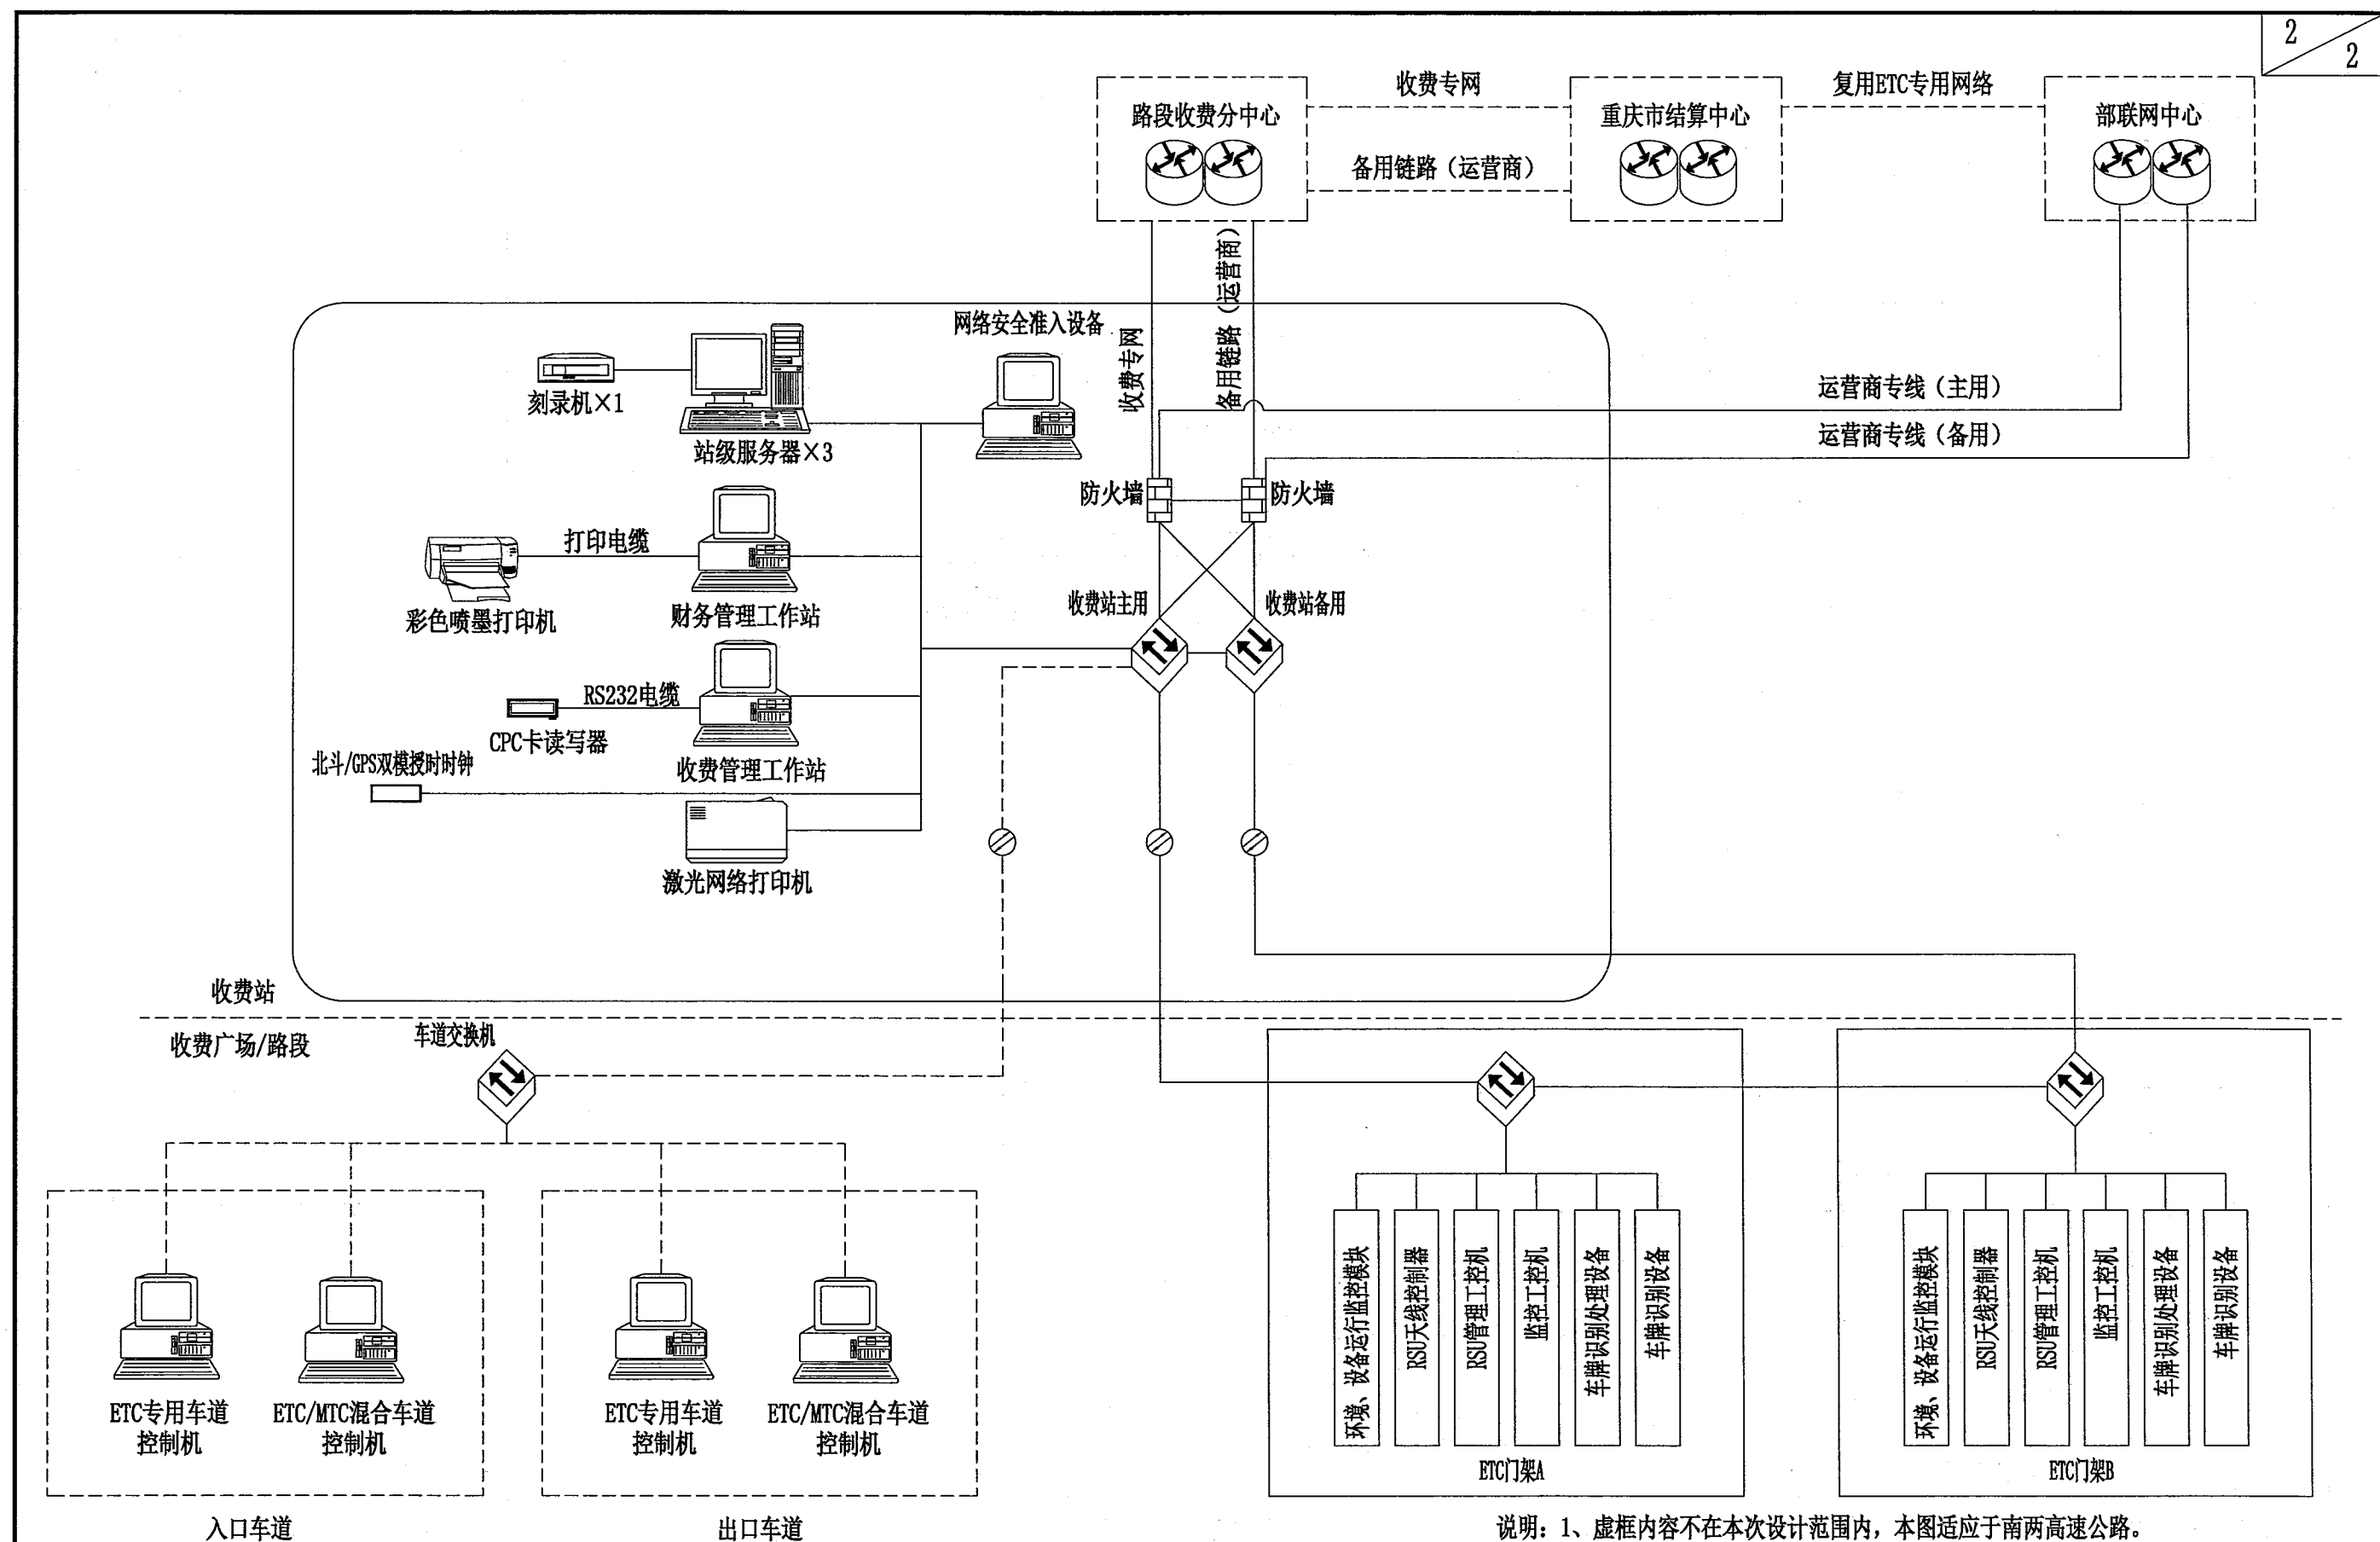 2
2
收费专网
复用ETC专用网络
路段收费分中心
重庆市结算中心
部联网中心
备用链路（运营商）
备用链路（运营商）
收费专网
网络安全准入设备
刻录机×1
站级服务器×3
运营商专线（主用）
运营商专线（备用）
防火墙
防火墙
打印电缆
彩色喷墨打印机
财务管理工作站
收费站主用
收费站备用
RS232电缆
CPC卡读写器
北斗/GPS双模授时时钟
收费管理工作站
激光网络打印机
收费站
收费广场/路段
车道交换机
环境、设备运行监控模块
RSU天线控制器
RSU管理工控机
监控工控机
车牌识别处理设备
车牌识别设备
环境、设备运行监控模块
RSU天线控制器
RSU管理工控机
监控工控机
车牌识别处理设备
车牌识别设备
ETC专用车道
控制机
ETC/MTC混合车道
控制机
ETC专用车道
控制机
ETC/MTC混合车道
控制机
ETC门架A
ETC门架B
入口车道
出口车道
说明：1、虚框内容不在本次设计范围内，本图适应于南两高速公路。